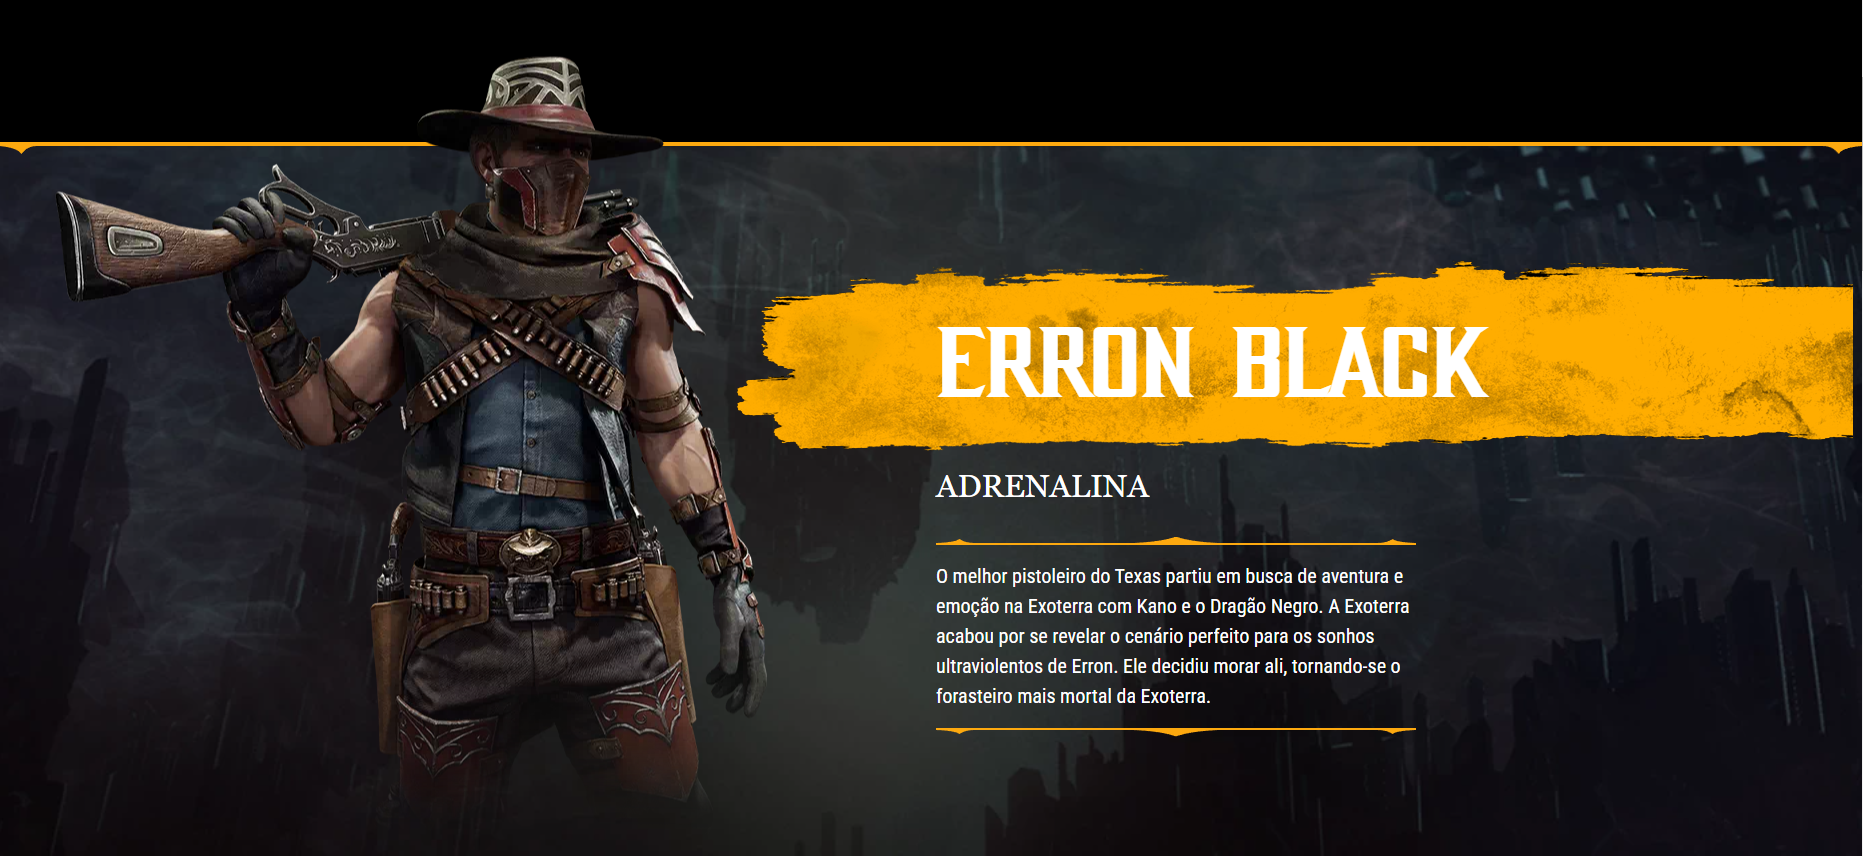 ERRON BLACK
ADRENALINA
O melhor pistoleiro do Texas partiu em busca de aventura e
emoção na Exoterra com Kano e o Dragão Negro. A Exoterra
acabou por se revelar o cenário perfeito para os sonhos
ultraviolentos de Erron. Ele decidiu morar ali, tornando-se o
forasteiro mais mortal da Exoterra.